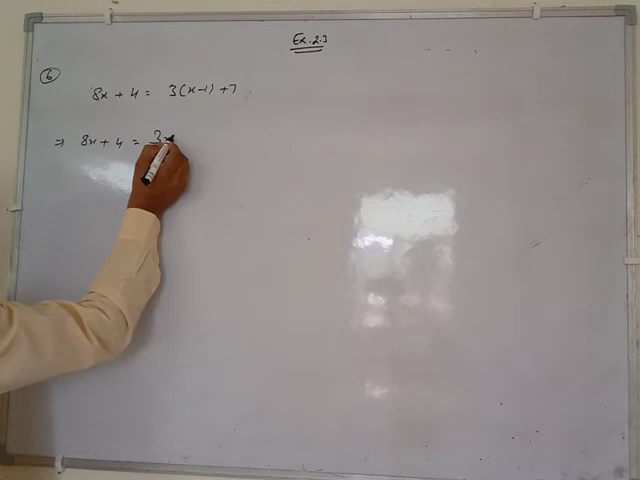 Ex. 2.3
6
8x + 4 = 3(x-1) + 7
⇒ 8x + 4 = 3x